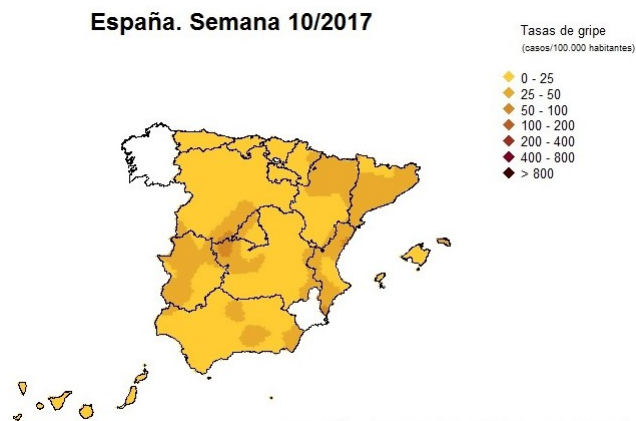 España. Semana 10/2017
Tasas de gripe
(casos/100.000 habitantes)
0 - 25
25 - 50
50 - 100
100 - 200
200 - 400
400 - 800
> 800